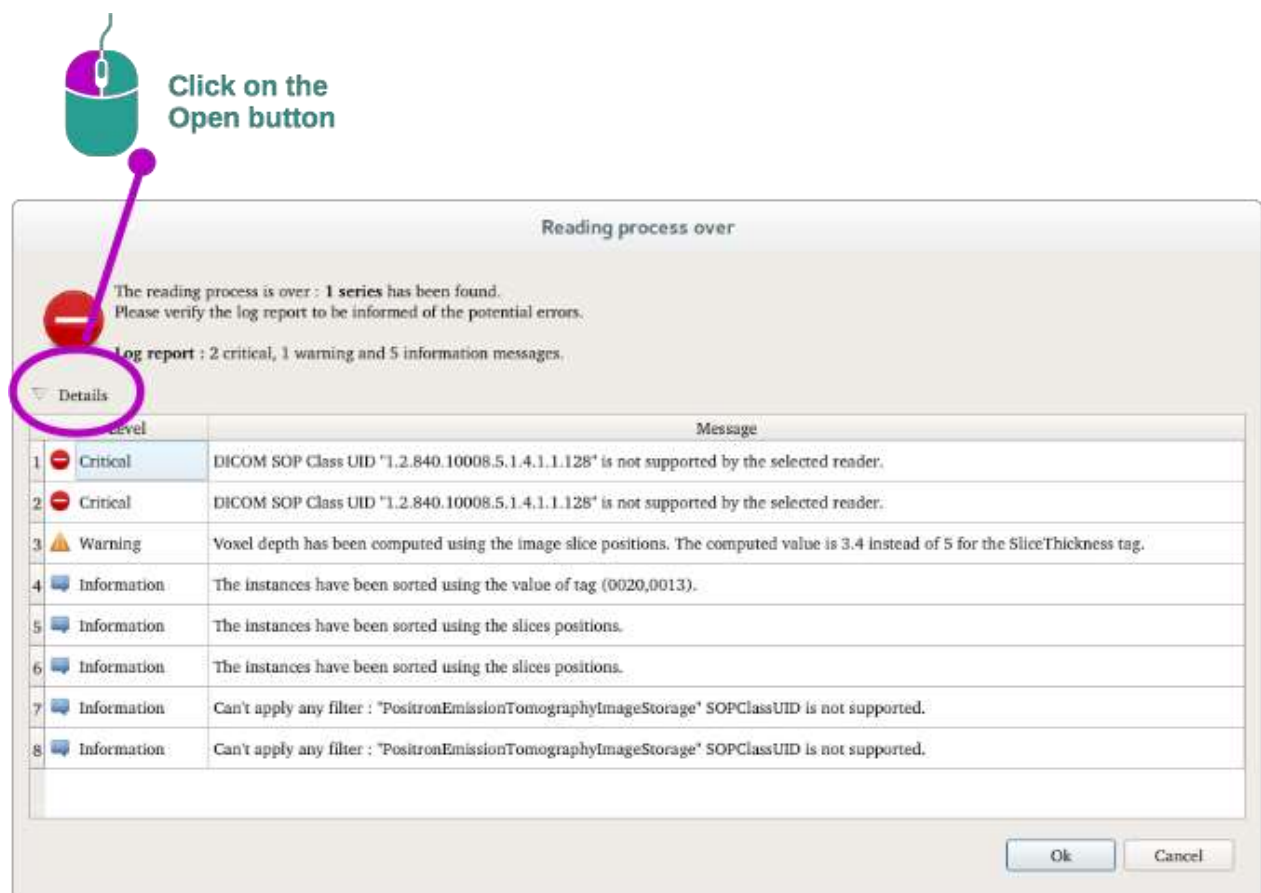 Click on the
Open button
Reading process over
The reading process is over : 1 series has been found.
Please verify the log report to be informed of the potential errors.
Log report : 2 critical, 1 warning and 5 information messages.
Details
Level Message
1 Critical DICOM SOP Class UID "1.2.840.10008.5.1.4.1.1.128" is not supported by the selected reader.
2 Critical DICOM SOP Class UID "1.2.840.10008.5.1.4.1.1.128" is not supported by the selected reader.
3 Warning Voxel depth has been computed using the image slice positions. The computed value is 3.4 instead of 5 for the SliceThickness tag.
4 Information The instances have been sorted using the value of tag (0020,0013).
5 Information The instances have been sorted using the slices positions.
6 Information The instances have been sorted using the slices positions.
7 Information Can't apply any filter : "PositronEmissionTomographyImageStorage" SOPClassUID is not supported.
8 Information Can't apply any filter : "PositronEmissionTomographyImageStorage" SOPClassUID is not supported.
Ok Cancel